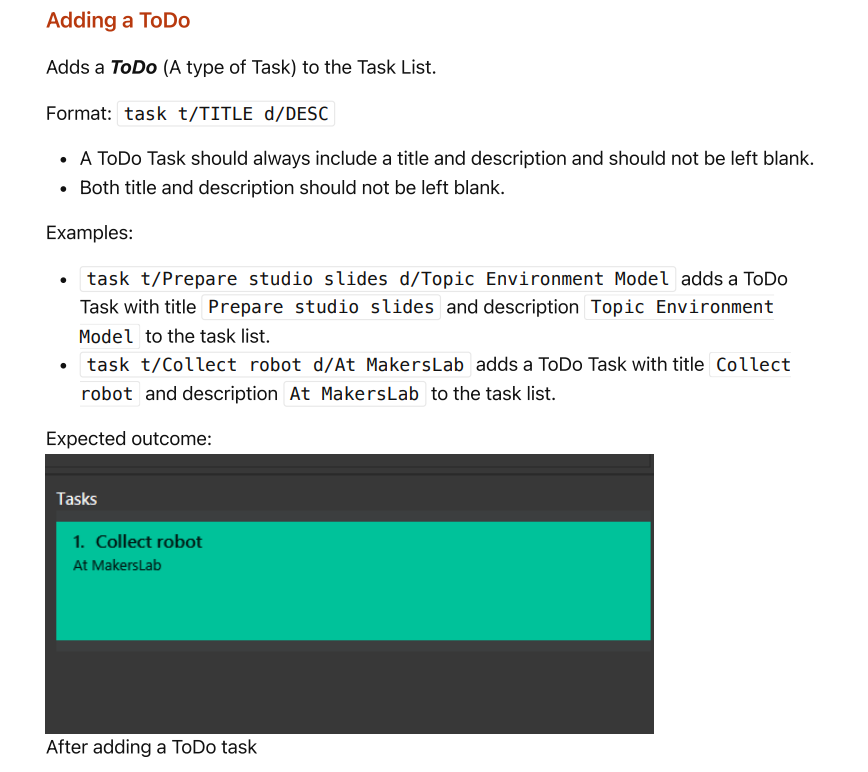 Adding a ToDo
Adds a ToDo (A type of Task) to the Task List.
Format: task t/TITLE d/DESC
• A ToDo Task should always include a title and description and should not be left blank.
• Both title and description should not be left blank.
Examples:
• task t/Prepare studio slides d/Topic Environment Model adds a ToDo
Task with title Prepare studio slides and description Topic Environment
Model to the task list.
• task t/Collect robot d/At MakersLab adds a ToDo Task with title Collect
robot and description At MakersLab to the task list.
Expected outcome:
Tasks
1. Collect robot
At MakersLab
After adding a ToDo task